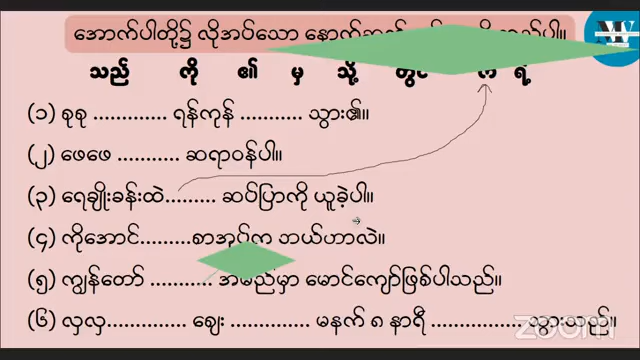 အောက်ပါတို့၌ လိုအပ်သော
သည် ကို ၏ မှ သို့ တွင် က ရဲ့
(၁) စုစု ............. ရန်ကုန် ........... သွား၏။
(၂) ဖေဖေ ........... ဆရာဝန်ပါ။
(၃) ရေချိုးခန်းထဲ......... ဆပ်ပြာကို ယူခဲ့ပါ။
(၄) ကိုအောင်.........စာအုပ်က ဘယ်ဟာလဲ။
(၅) ကျွန်တော် ........... အမည်မှာ မောင်ကျော်ဖြစ်ပါသည်။
(၆) လှလှ............. ဈေး ............. မနက် ၈ နာရီ ............... သွားသည်။
zoom